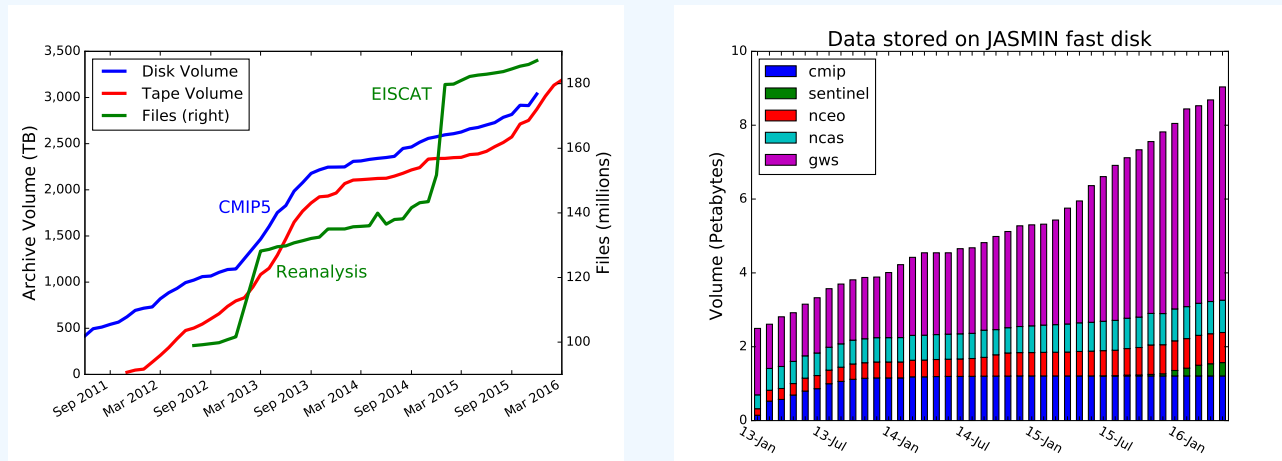 3,500
3,000
2,500
2,000
1,500
1,000
500
0
Archive Volume (TB)
Disk Volume
Tape Volume
Files (right)
EISCAT
CMIP5
Reanalysis
180
160
140
120
100
Files (millions)
Sep 2011
Mar 2012
Sep 2012
Mar 2013
Sep 2013
Mar 2014
Sep 2014
Mar 2015
Sep 2015
Mar 2016
Data stored on JASMIN fast disk
10
8
6
4
2
0
Volume (Petabytes)
cmip
sentinel
nceo
ncas
gws
13-Jan
13-Jul
14-Jan
14-Jul
15-Jan
15-Jul
16-Jan